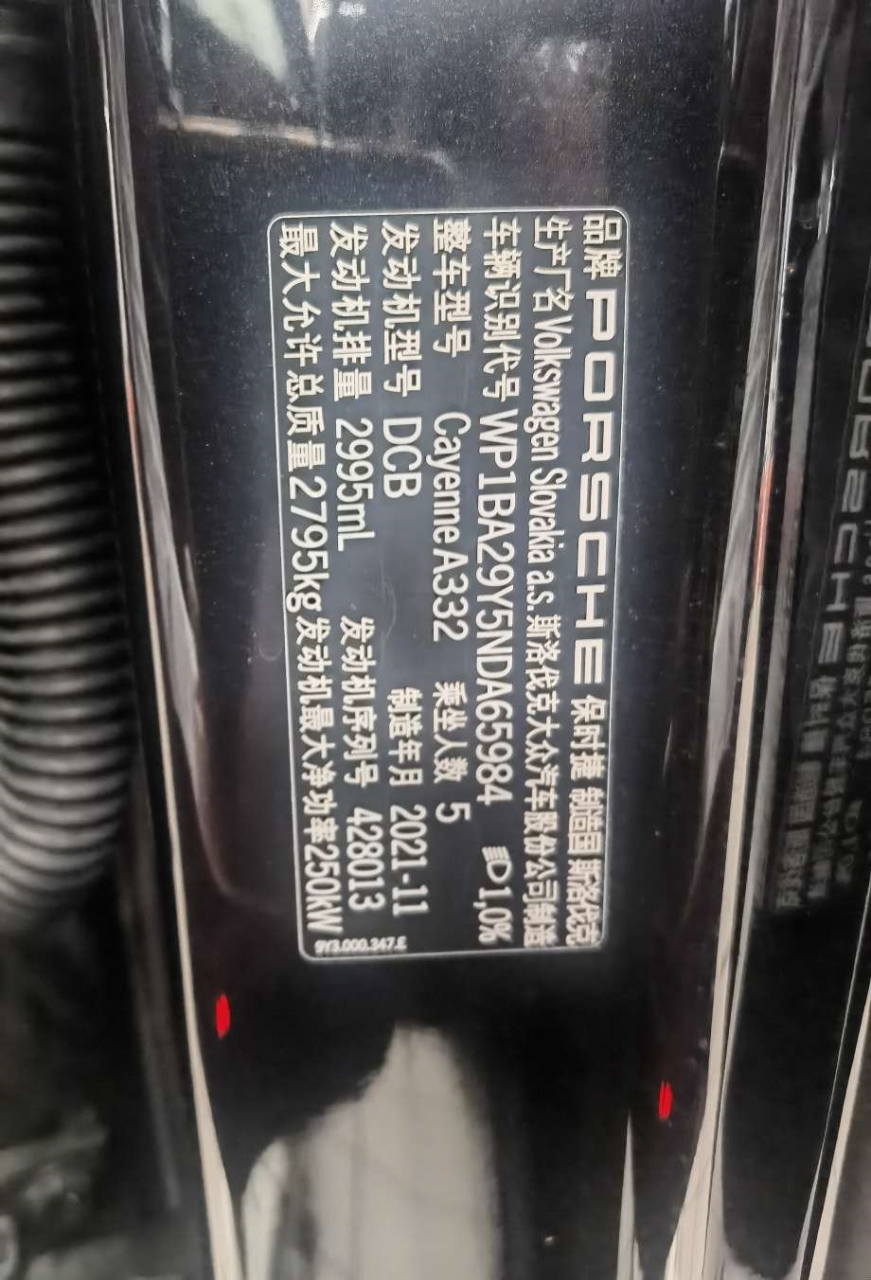 品牌 PORSCHE 保时捷 制造国 斯洛伐克
生产厂名 Volkswagen Slovakia a.s. 斯洛伐克大众汽车股份公司制造
车辆识别代号 WP1BA29Y5NDA65984 1,0%
整车型号 Cayenne A332 乘坐人数 5
发动机型号 DCB 制造年月 2021-11
发动机排量 2995mL 发动机序列号 428013
最大允许总质量 2795kg 发动机最大净功率 250kW
9Y3.000.347.E